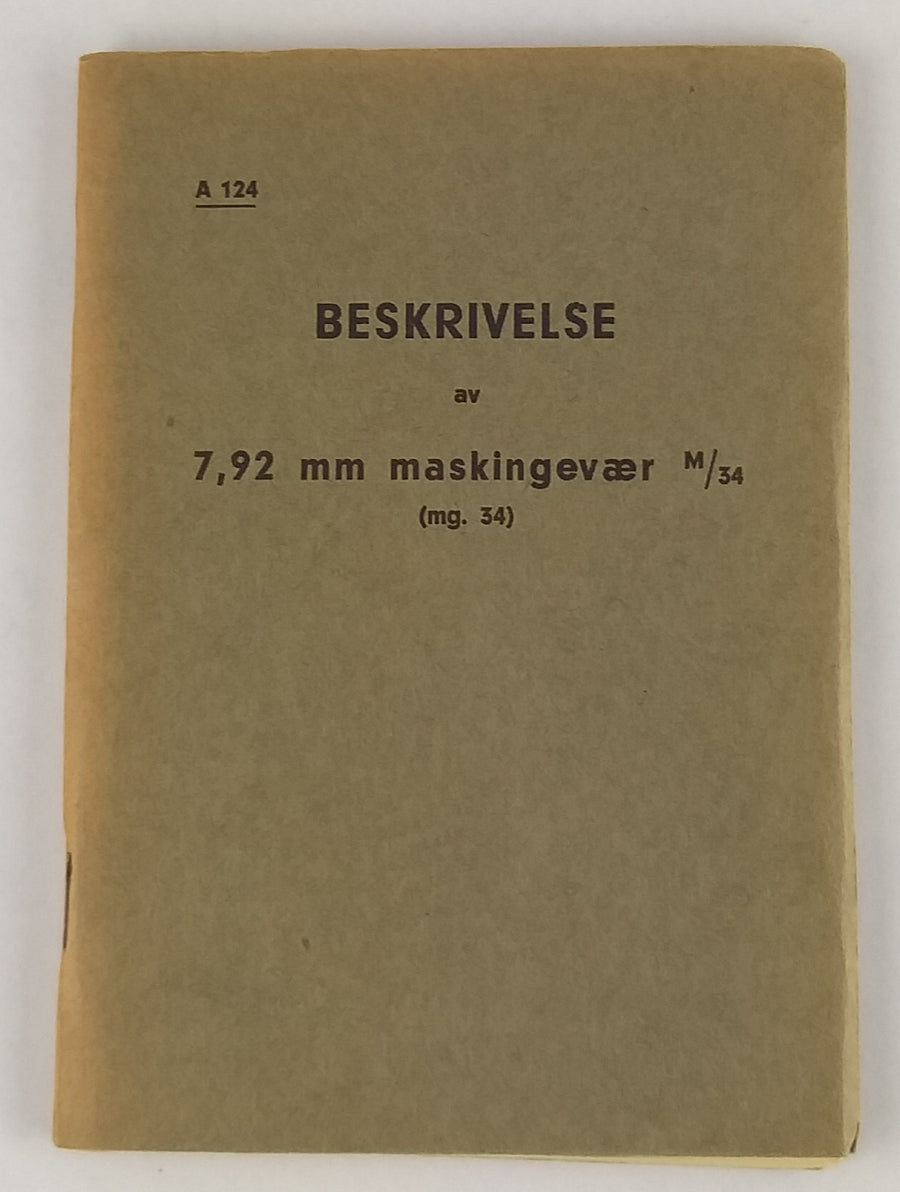 A 124
BESKRIVELSE
av
7,92 mm maskingevær M/34
(mg. 34)